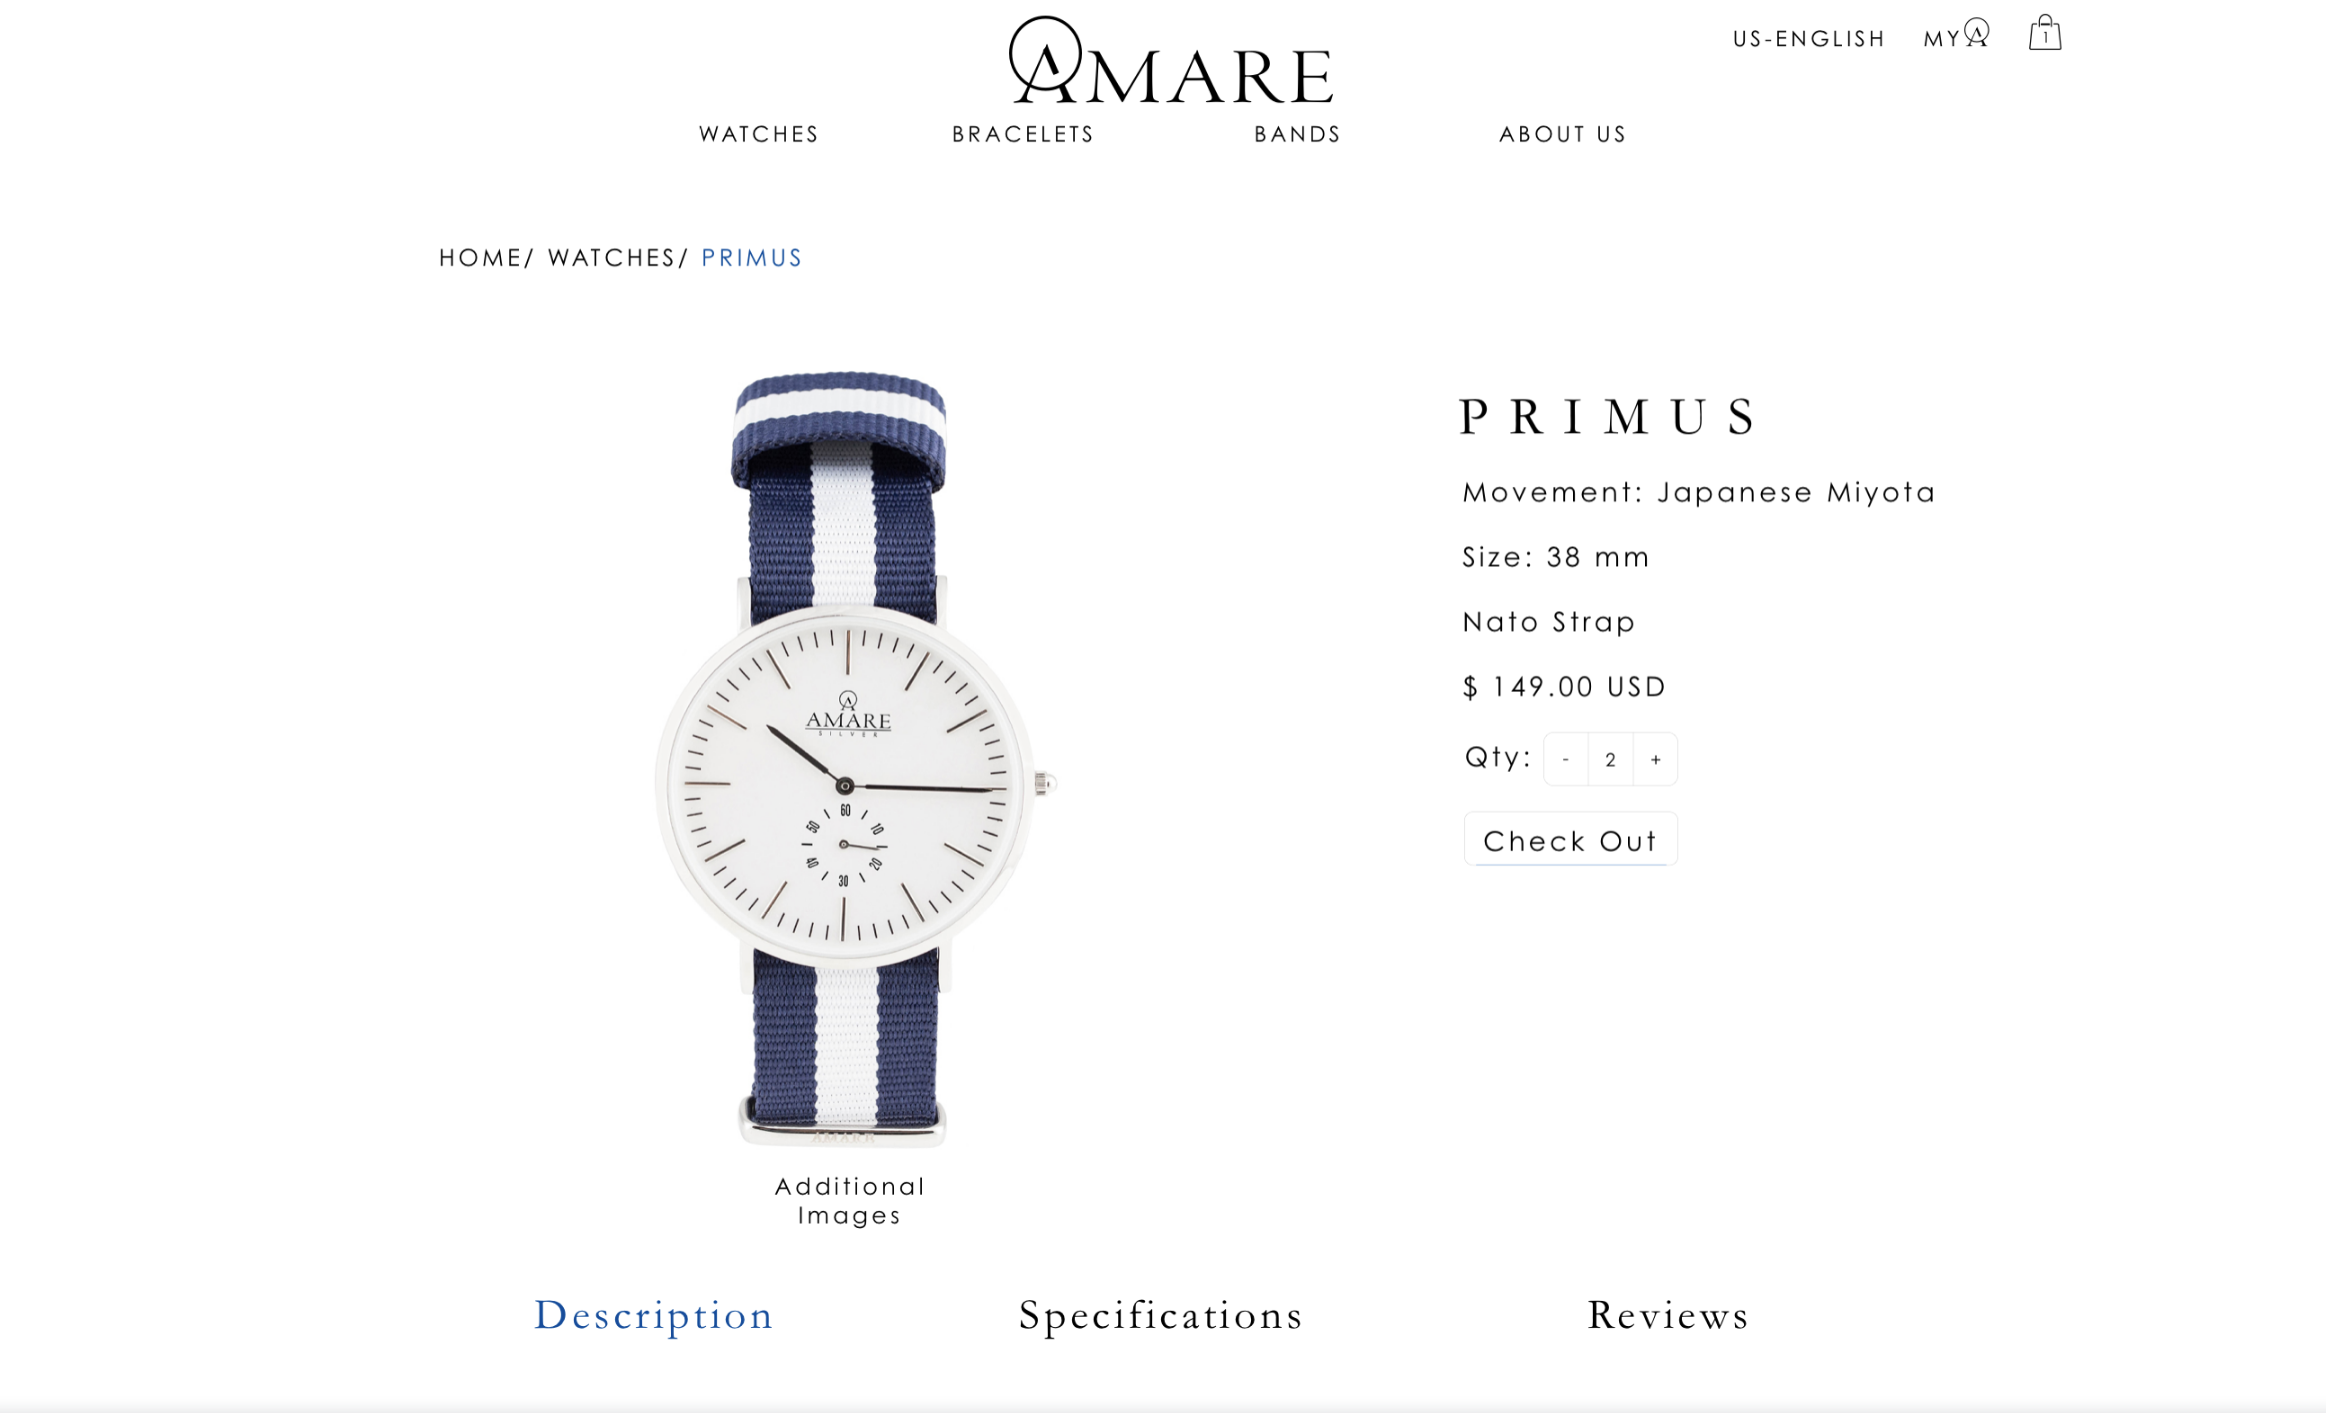 AMARE
US-ENGLISH
MY
1
WATCHES
BRACELETS
BANDS
ABOUT US
HOME/ WATCHES/ PRIMUS
AMARE
SILVER
60
10
20
30
40
50
AMARE
Additional
Images
PRIMUS
Movement: Japanese Miyota
Size: 38 mm
Nato Strap
$ 149.00 USD
Qty: - 2 +
Check Out
Description
Specifications
Reviews